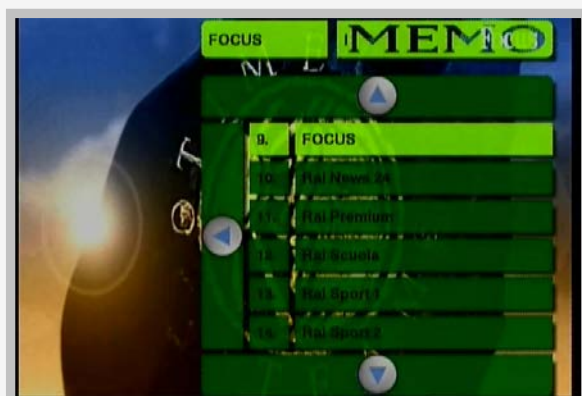 FOCUS MEMO FOCUS
9. FOCUS
10. Rai News 24
11. Rai Premium
12. Rai Scuola
13. Rai Sport 1
14. Rai Sport 2